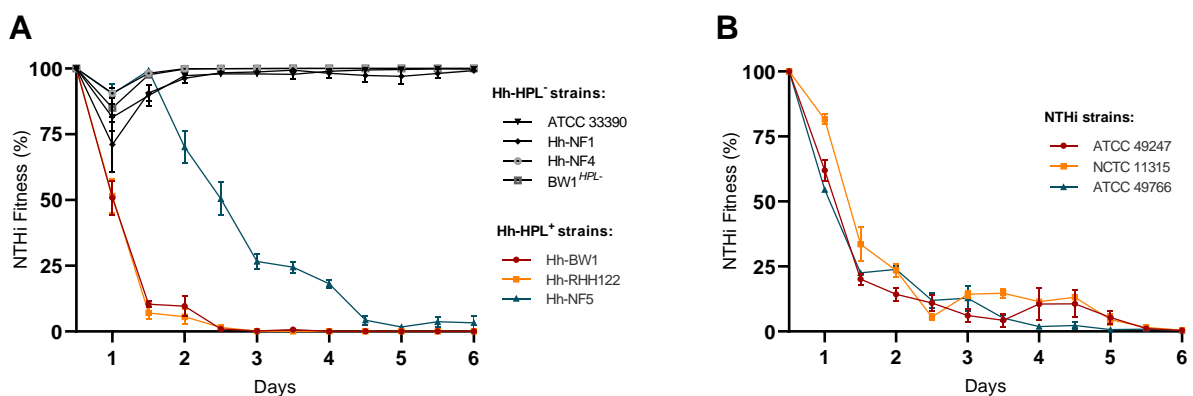 A
NTHi Fitness (%)
100
75
50
25
0
1 2 3 4 5 6
Days
Hh-HPL⁻ strains:
ATCC 33390
Hh-NF1
Hh-NF4
BW1ᴴᴾᴸ⁻
Hh-HPL⁺ strains:
Hh-BW1
Hh-RHH122
Hh-NF5
B
NTHi Fitness (%)
100
75
50
25
0
1 2 3 4 5 6
Days
NTHi strains:
ATCC 49247
NCTC 11315
ATCC 49766